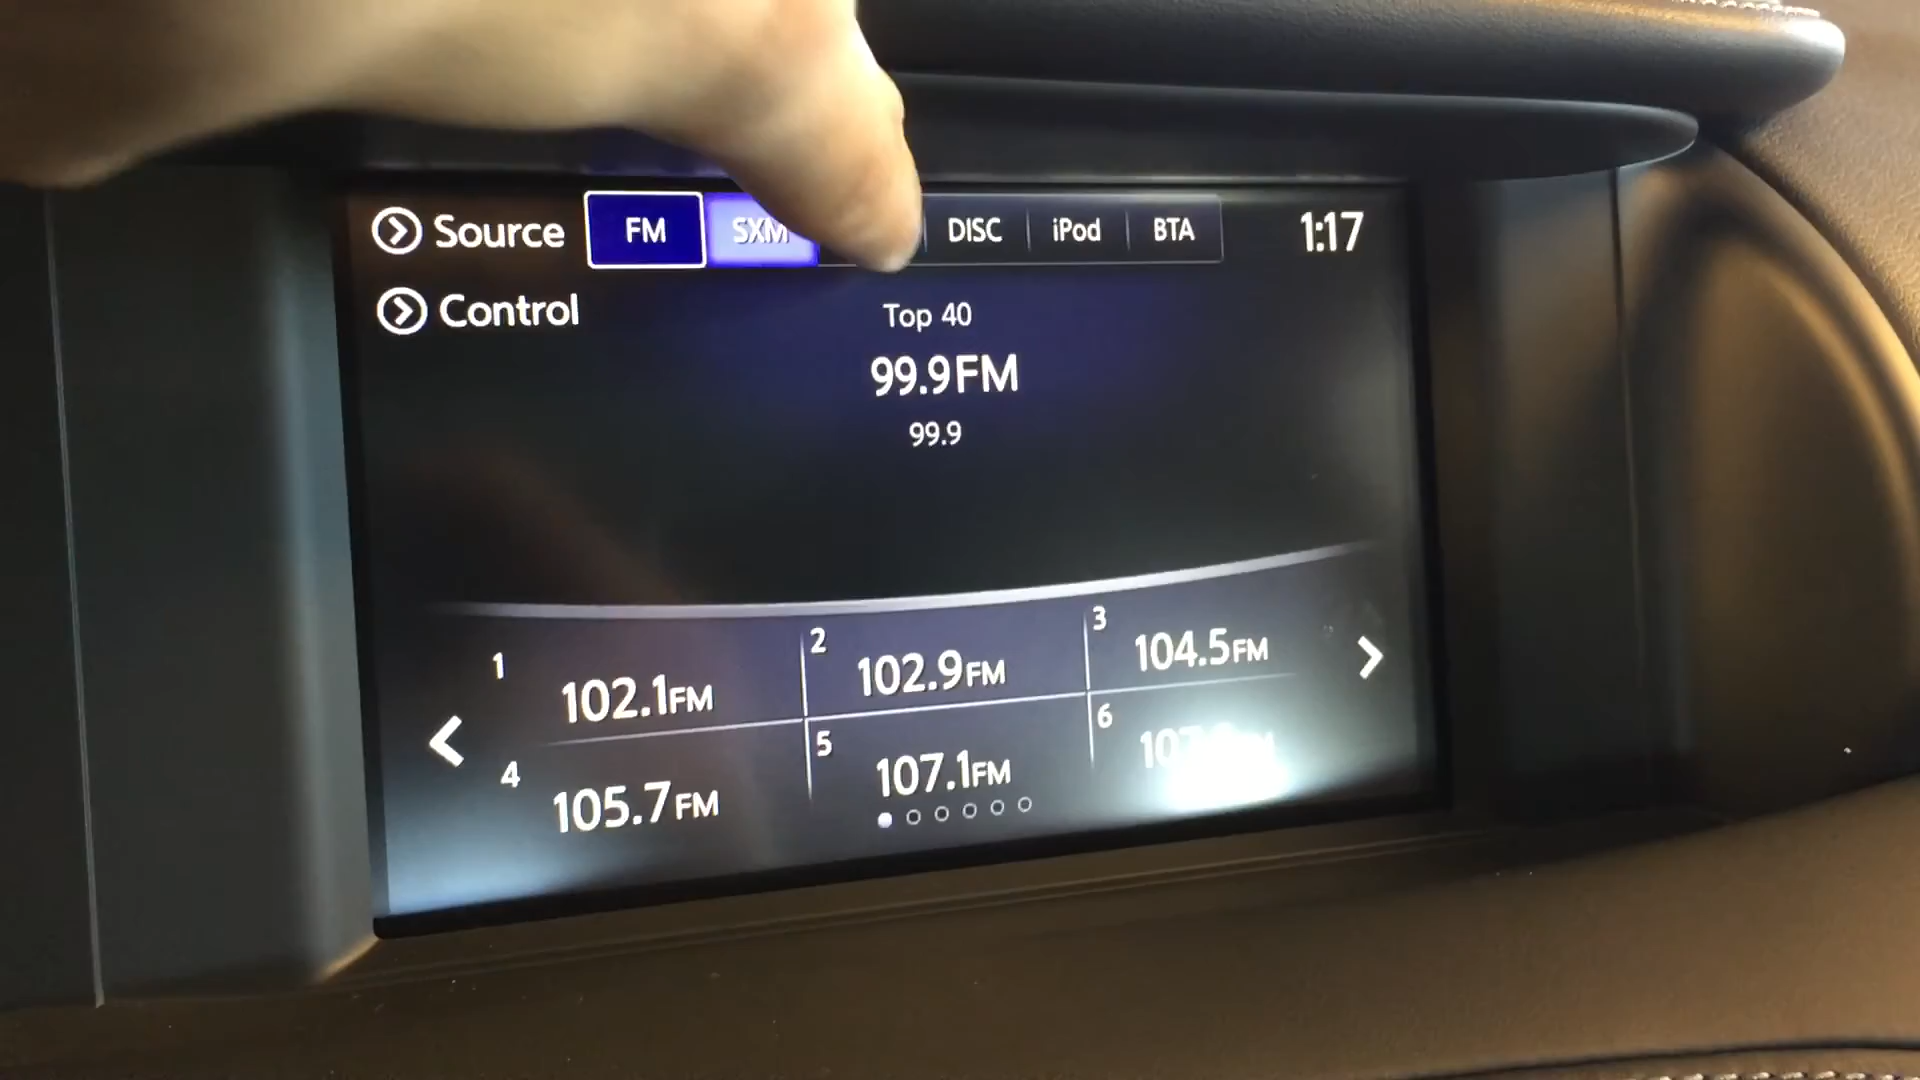 Source FM SXM DISC iPod BTA 1:17
Control
Top 40
99.9FM
99.9
1 102.1FM
2 102.9FM
3 104.5FM
4 105.7FM
5 107.1FM
6